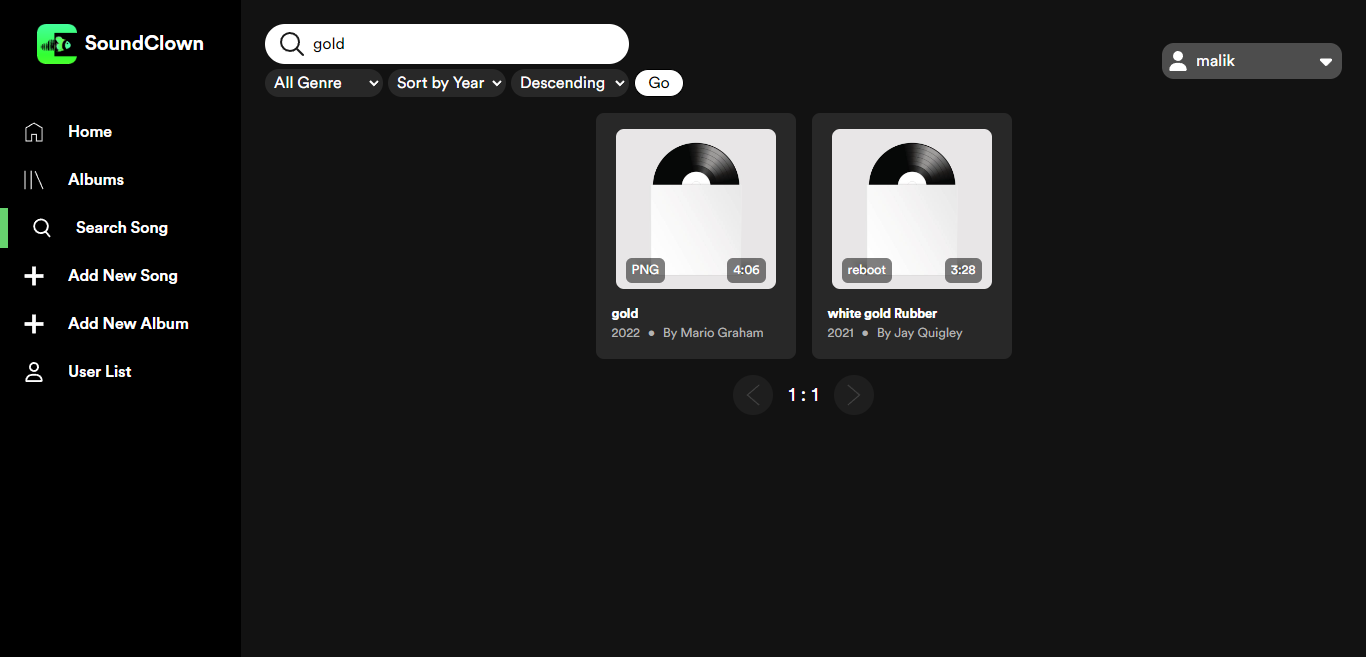 SoundClown
Home
Albums
Search Song
Add New Song
Add New Album
User List
gold
All Genre Sort by Year Descending Go
malik
PNG 4:06
gold
2022 ● By Mario Graham
reboot 3:28
white gold Rubber
2021 ● By Jay Quigley
1 : 1